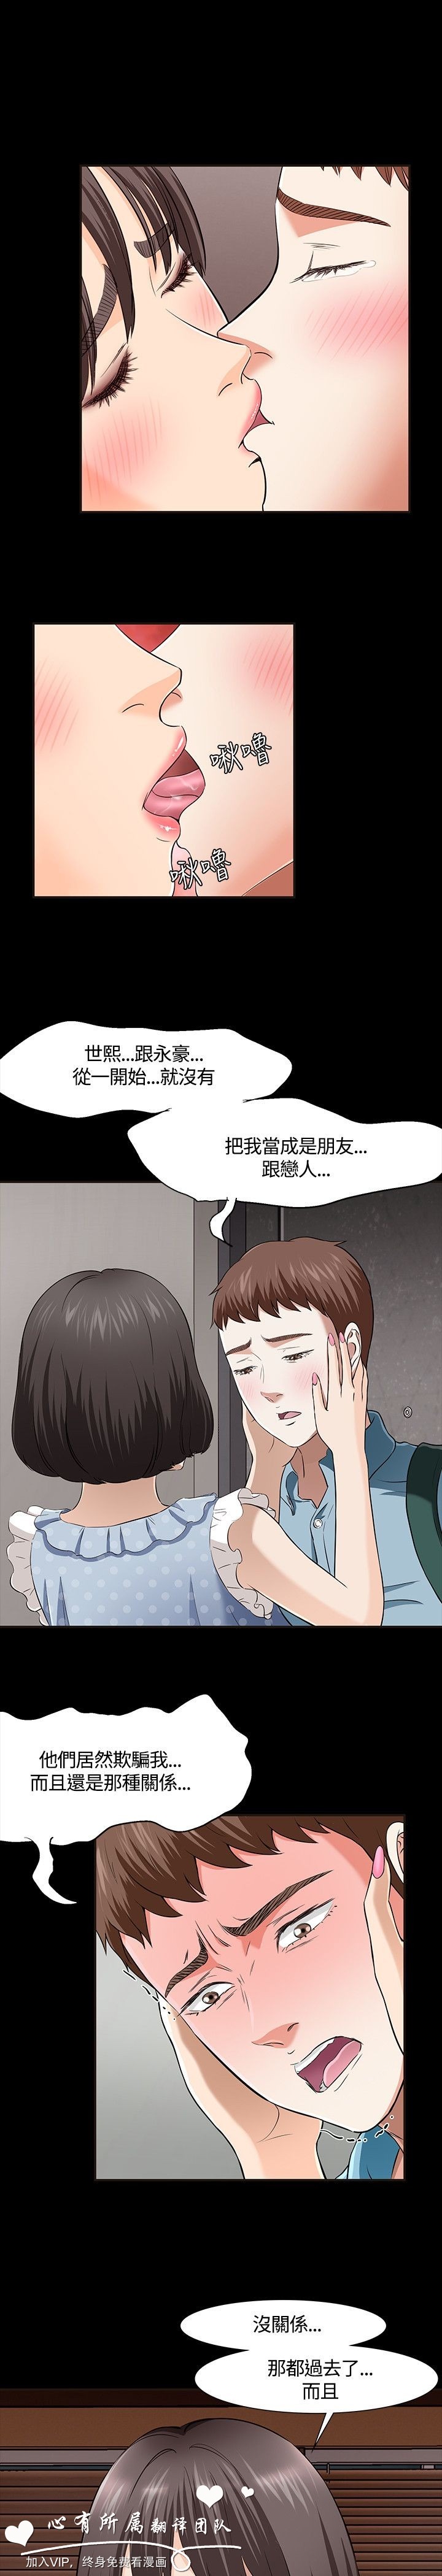 啾嚕
啾嚕
世熙...跟永豪...
從一開始...就沒有
把我當成是朋友...
跟戀人...
他們居然欺騙我...
而且還是那種關係...
沒關係...
那都過去了...
而且
心有所属翻译团队
加入VIP，终身免费看漫画